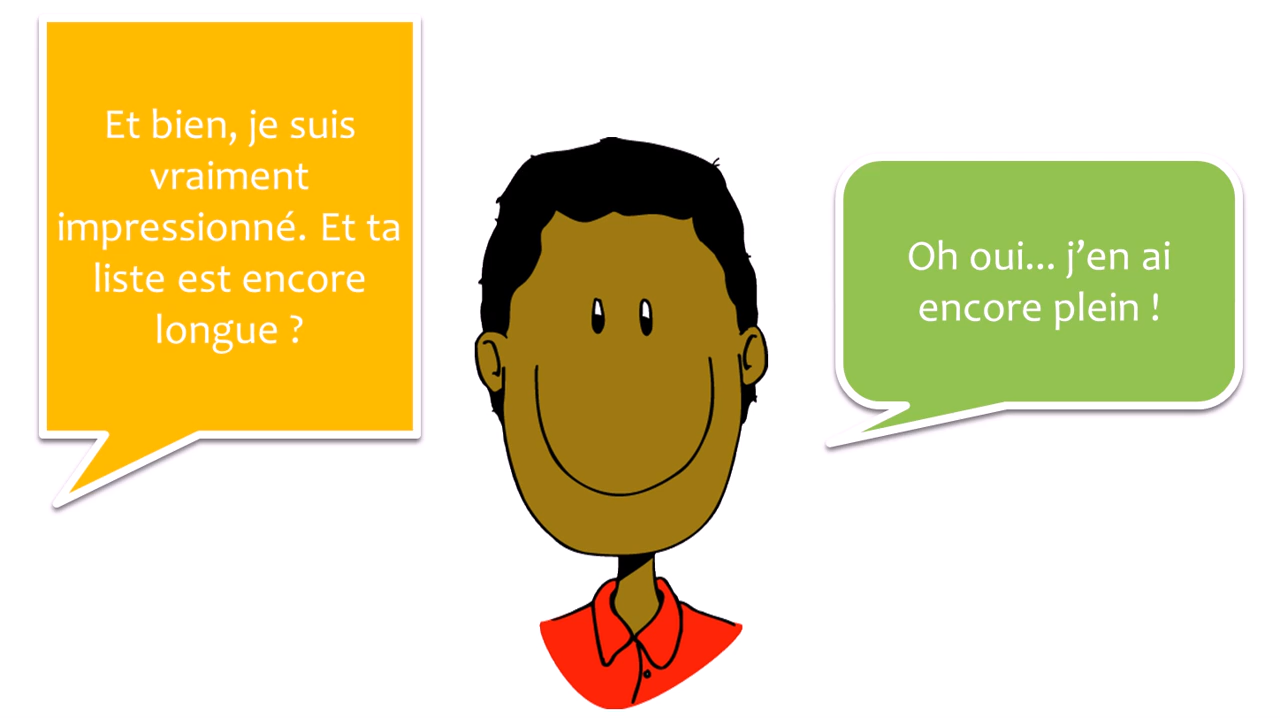 Et bien, je suis
vraiment
impressionné. Et ta
liste est encore
longue ?
Oh oui... j’en ai
encore plein !